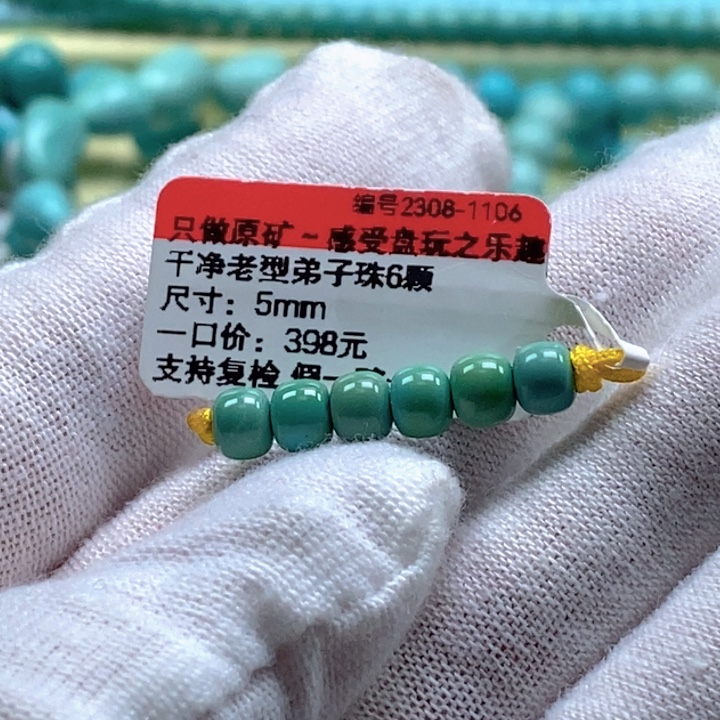 编号2308-1106
只做原矿~感受盘玩之乐趣
干净老型弟子珠6颗
尺寸：5mm
一口价：398元
支持复检 假一